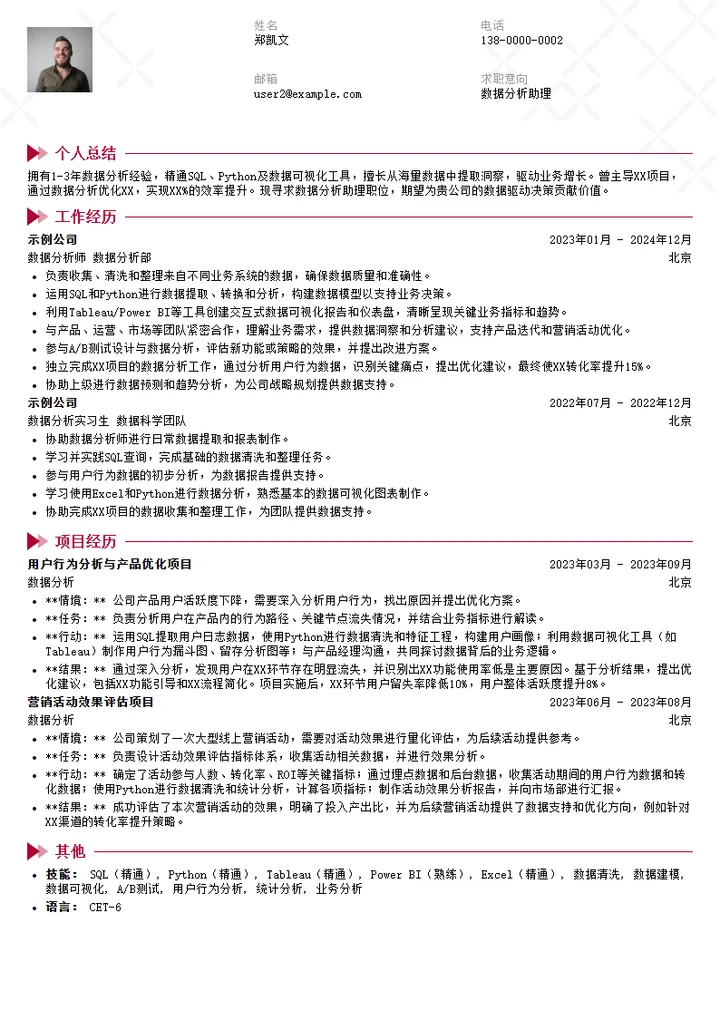 姓名
郑凯文
电话
138-0000-0002
邮箱
user2@example.com
求职意向
数据分析助理
个人总结
拥有1-3年数据分析经验，精通SQL、Python及数据可视化工具，擅长从海量数据中提取洞察，驱动业务增长。曾主导XX项目，
通过数据分析优化XX，实现XX%的效率提升。现寻求数据分析助理职位，期望为贵公司的数据驱动决策贡献价值。
工作经历
示例公司 2023年01月 - 2024年12月
数据分析师 数据分析部 北京
• 负责收集、清洗和整理来自不同业务系统的数据，确保数据质量和准确性。
• 运用SQL和Python进行数据提取、转换和分析，构建数据模型以支持业务决策。
• 利用Tableau/Power BI等工具创建交互式数据可视化报告和仪表盘，清晰呈现关键业务指标和趋势。
• 与产品、运营、市场等团队紧密合作，理解业务需求，提供数据洞察和分析建议，支持产品迭代和营销活动优化。
• 参与A/B测试设计与数据分析，评估新功能或策略的效果，并提出改进方案。
• 独立完成XX项目的数据分析工作，通过分析用户行为数据，识别关键痛点，提出优化建议，最终使XX转化率提升15%。
• 协助上级进行数据预测和趋势分析，为公司战略规划提供数据支持。
示例公司 2022年07月 - 2022年12月
数据分析实习生 数据科学团队 北京
• 协助数据分析师进行日常数据提取和报表制作。
• 学习并实践SQL查询，完成基础的数据清洗和整理任务。
• 参与用户行为数据的初步分析，为数据报告提供支持。
• 学习使用Excel和Python进行数据分析，熟悉基本的数据可视化图表制作。
• 协助完成XX项目的数据收集和整理工作，为团队提供数据支持。
项目经历
用户行为分析与产品优化项目 2023年03月 - 2023年09月
数据分析 北京
• **情境：** 公司产品用户活跃度下降，需要深入分析用户行为，找出原因并提出优化方案。
• **任务：** 负责分析用户在产品内的行为路径、关键节点流失情况，并结合业务指标进行解读。
• **行动：** 运用SQL提取用户日志数据，使用Python进行数据清洗和特征工程，构建用户画像；利用数据可视化工具（如
Tableau）制作用户行为漏斗图、留存分析图等；与产品经理沟通，共同探讨数据背后的业务逻辑。
• **结果：** 通过深入分析，发现用户在XX环节存在明显流失，并识别出XX功能使用率低是主要原因。基于分析结果，提出优
化建议，包括XX功能引导和XX流程简化。项目实施后，XX环节用户留失率降低10%，用户整体活跃度提升8%。
营销活动效果评估项目 2023年06月 - 2023年08月
数据分析 北京
• **情境：** 公司策划了一次大型线上营销活动，需要对活动效果进行量化评估，为后续活动提供参考。
• **任务：** 负责设计活动效果评估指标体系，收集活动相关数据，并进行效果分析。
• **行动：** 确定了活动参与人数、转化率、ROI等关键指标；通过埋点数据和后台数据，收集活动期间的用户行为数据和转
化数据；使用Python进行数据清洗和统计分析，计算各项指标；制作活动效果分析报告，并向市场部进行汇报。
• **结果：** 成功评估了本次营销活动的效果，明确了投入产出比，并为后续营销活动提供了数据支持和优化方向，例如针对
XX渠道的转化率提升策略。
其他
• 技能： SQL（精通）, Python（精通）, Tableau（精通）, Power BI（熟练）, Excel（精通）, 数据清洗, 数据建模,
数据可视化, A/B测试, 用户行为分析, 统计分析, 业务分析
• 语言： CET-6